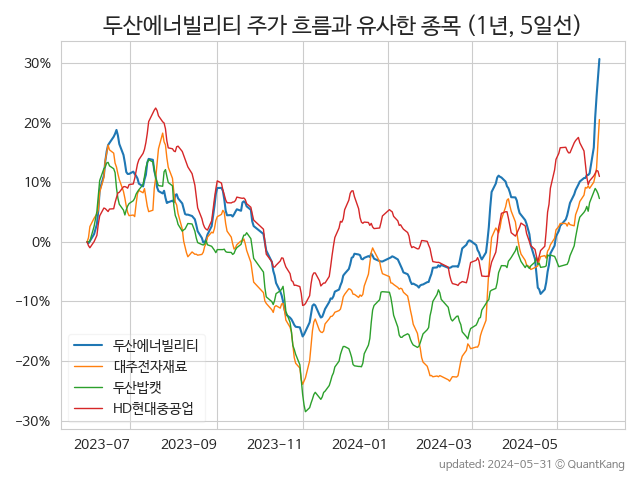 두산에너빌리티 주가 흐름과 유사한 종목 (1년, 5일선)
30%
20%
10%
0%
−10%
−20%
−30%
두산에너빌리티
대주전자재료
두산밥캣
HD현대중공업
2023-07 2023-09 2023-11 2024-01 2024-03 2024-05
updated: 2024-05-31 © QuantKang